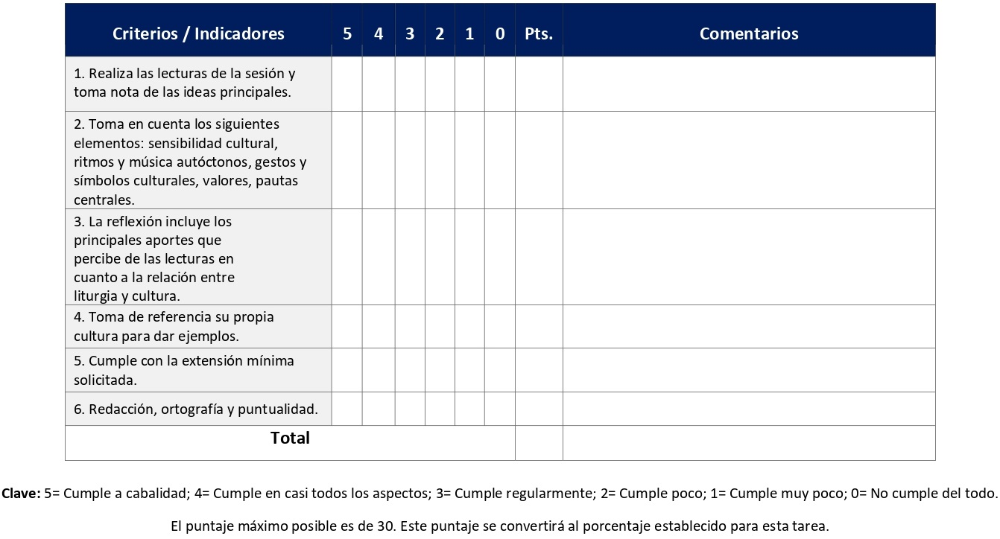 Criterios / Indicadores 5 4 3 2 1 0 Pts. Comentarios
1. Realiza las lecturas de la sesión y
toma nota de las ideas principales.
2. Toma en cuenta los siguientes
elementos: sensibilidad cultural,
ritmos y música autóctonos, gestos y
símbolos culturales, valores, pautas
centrales.
3. La reflexión incluye los
principales aportes que
percibe de las lecturas en
cuanto a la relación entre
liturgia y cultura.
4. Toma de referencia su propia
cultura para dar ejemplos.
5. Cumple con la extensión mínima
solicitada.
6. Redacción, ortografía y puntualidad.
Total
Clave: 5= Cumple a cabalidad; 4= Cumple en casi todos los aspectos; 3= Cumple regularmente; 2= Cumple poco; 1= Cumple muy poco; 0= No cumple del todo.
El puntaje máximo posible es de 30. Este puntaje se convertirá al porcentaje establecido para esta tarea.